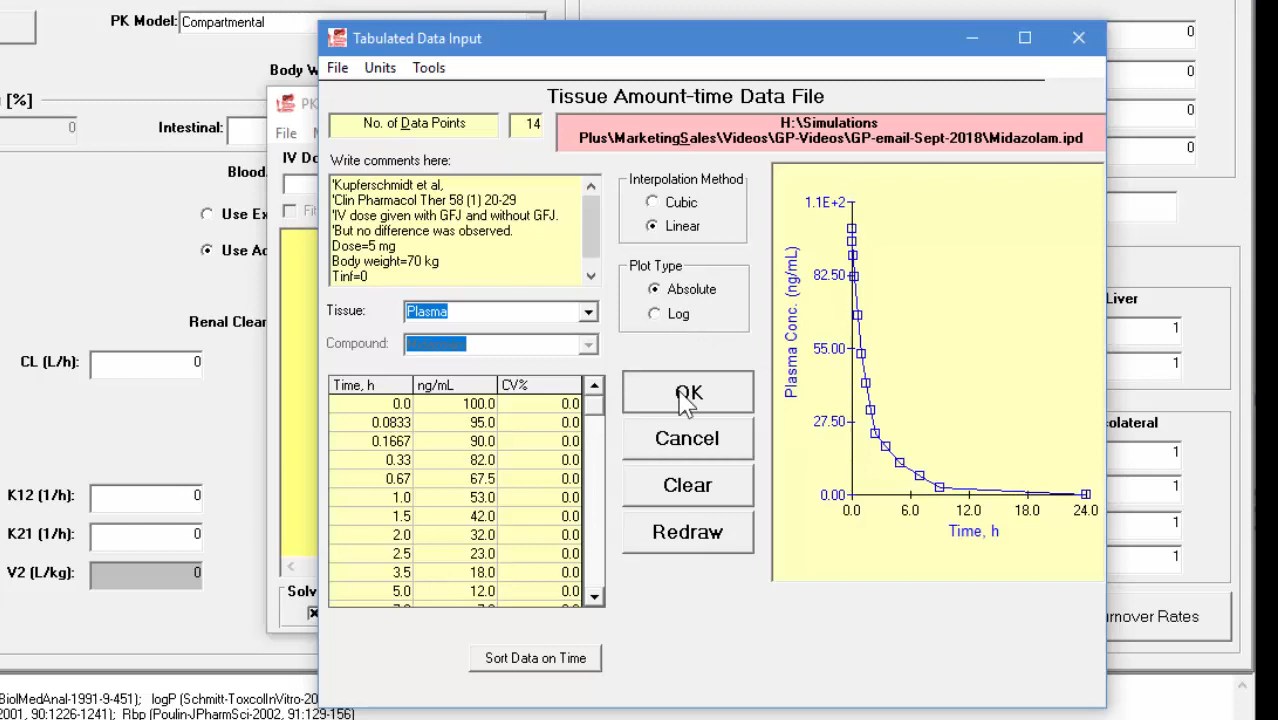 PK Model: Compartmental
Body W
[%]
0
Intestinal:
Blood
Use Ex
Use Ac
Renal Clear
CL (L/h): 0
K12 (1/h): 0
K21 (1/h): 0
V2 (L/kg): 0
PK
File
IV Do
Fit
Solv
Tabulated Data Input
File Units Tools
Tissue Amount-time Data File
No. of Data Points 14
H:\Simulations
Plus\MarketingSales\Videos\GP-Videos\GP-email-Sept-2018\Midazolam.ipd
Write comments here:
'Kupferschmidt et al,
'Clin Pharmacol Ther 58 (1) 20-29
'IV dose given with GFJ and without GFJ.
'But no difference was observed.
Dose=5 mg
Body weight=70 kg
Tinf=0
Tissue: Plasma
Compound:
Interpolation Method
Cubic
Linear
Plot Type
Absolute
Log
Time, h ng/mL CV%
0.0 100.0 0.0
0.0833 95.0 0.0
0.1667 90.0 0.0
0.33 82.0 0.0
0.67 67.5 0.0
1.0 53.0 0.0
1.5 42.0 0.0
2.0 32.0 0.0
2.5 23.0 0.0
3.5 18.0 0.0
5.0 12.0 0.0
OK
Cancel
Clear
Redraw
Sort Data on Time
Plasma Conc. (ng/mL)
1.1E+2
82.50
55.00
27.50
0.00
0.0 6.0 12.0 18.0 24.0
Time, h
0
0
0
0
Liver
1
1
olateral
1
1
1
1
rnover Rates
BioMedAnal-1991-9-451); logP (Schmitt-ToxcolInVitro-20
2001, 90:1226-1241); Rbp (Poulin-JPharmSci-2002, 91:129-156)